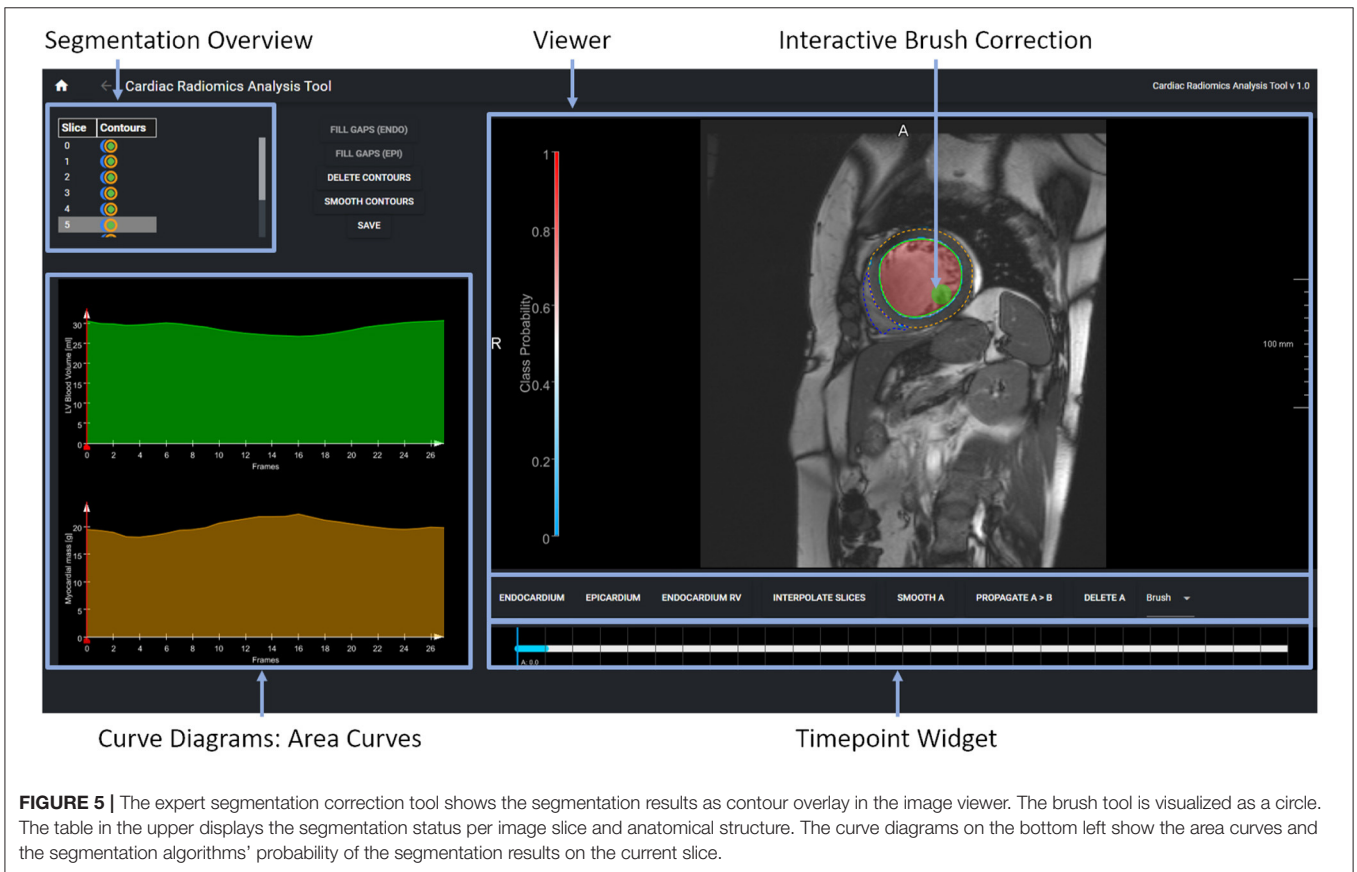 Segmentation Overview
Viewer
Interactive Brush Correction
Cardiac Radiomics Analysis Tool
Cardiac Radiomics Analysis Tool v 1.0
Slice Contours
0
1
2
3
4
5
FILL GAPS (ENDO)
FILL GAPS (EPI)
DELETE CONTOURS
SMOOTH CONTOURS
SAVE
LV Blood Volume [ml]
30
25
20
15
10
5
0
0 2 4 6 8 10 12 14 16 18 20 22 24 26
Frames
Myocardial mass [g]
20
15
10
5
0
0 2 4 6 8 10 12 14 16 18 20 22 24 26
Frames
Class Probability
1
0.8
0.6
0.4
0.2
0
A
R
100 mm
ENDOCARDIUM EPICARDIUM ENDOCARDIUM RV INTERPOLATE SLICES SMOOTH A PROPAGATE A > B DELETE A Brush
A: 0.0
Curve Diagrams: Area Curves
Timepoint Widget
FIGURE 5 | The expert segmentation correction tool shows the segmentation results as contour overlay in the image viewer. The brush tool is visualized as a circle.
The table in the upper displays the segmentation status per image slice and anatomical structure. The curve diagrams on the bottom left show the area curves and
the segmentation algorithms' probability of the segmentation results on the current slice.